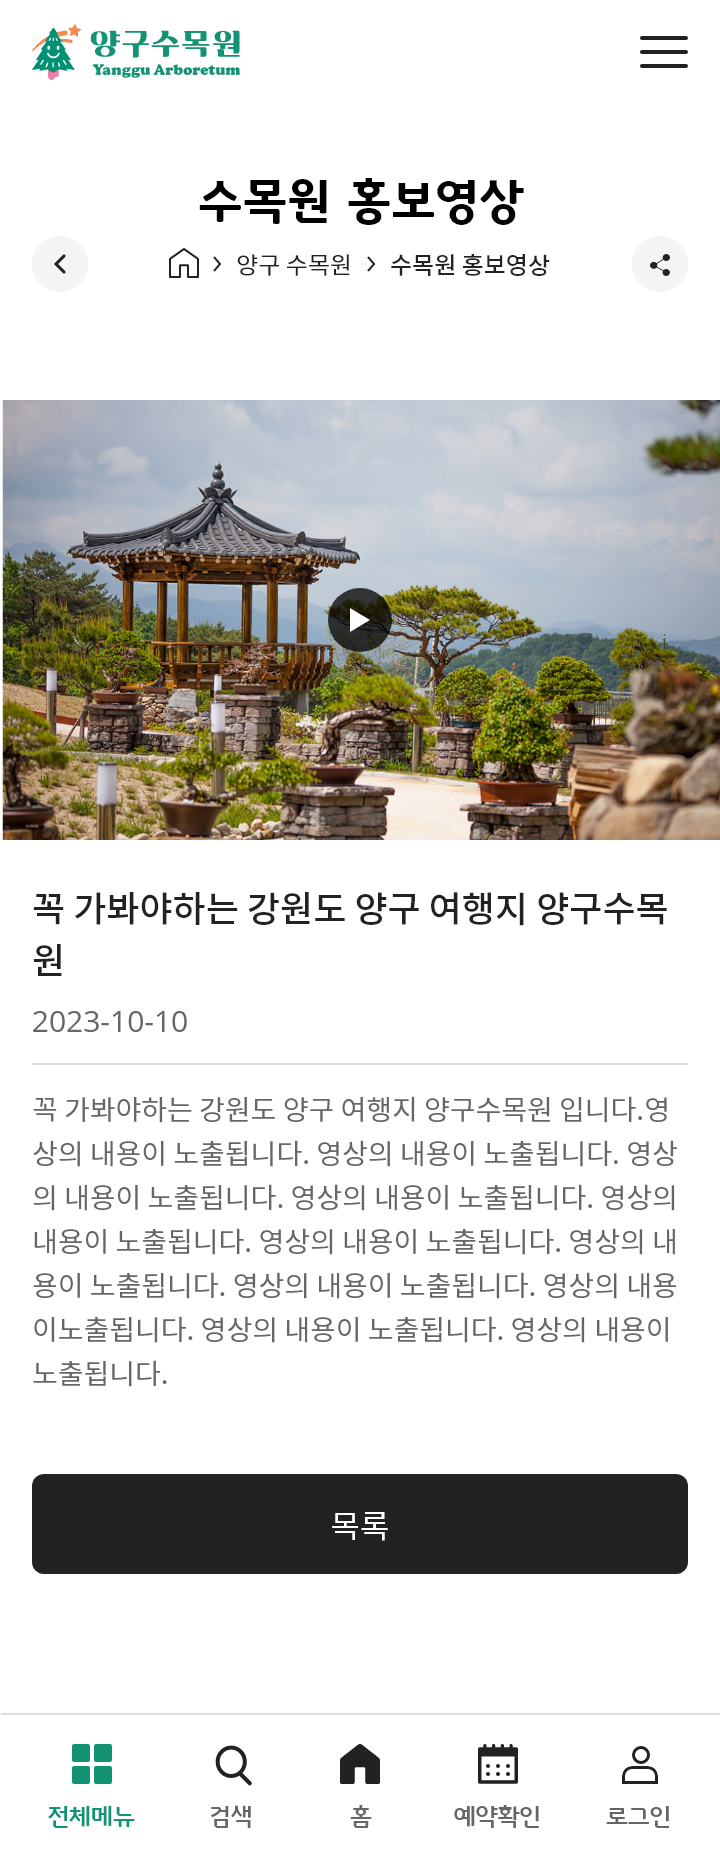 양구수목원
Yanggu Arboretum
수목원 홍보영상
양구 수목원 > 수목원 홍보영상
꼭 가봐야하는 강원도 양구 여행지 양구수목
원
2023-10-10
꼭 가봐야하는 강원도 양구 여행지 양구수목원 입니다.영
상의 내용이 노출됩니다. 영상의 내용이 노출됩니다. 영상
의 내용이 노출됩니다. 영상의 내용이 노출됩니다. 영상의
내용이 노출됩니다. 영상의 내용이 노출됩니다. 영상의 내
용이 노출됩니다. 영상의 내용이 노출됩니다. 영상의 내용
이노출됩니다. 영상의 내용이 노출됩니다. 영상의 내용이
노출됩니다.
목록
전체메뉴 검색 홈 예약확인 로그인